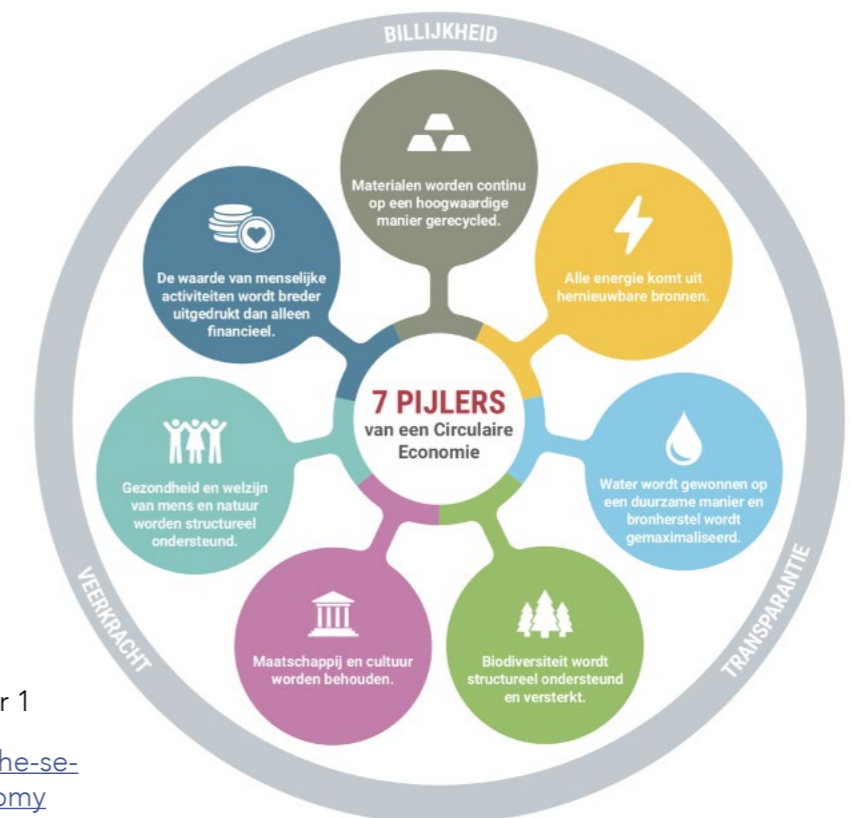 BILLIJKHEID
Materialen worden continu
op een hoogwaardige
manier gerecycled.
Alle energie komt uit
hernieuwbare bronnen.
De waarde van menselijke
activiteiten wordt breder
uitgedrukt dan alleen
financieel.
7 PIJLERS
van een Circulaire
Economie
Water wordt gewonnen op
een duurzame manier en
bronherstel wordt
gemaximaliseerd.
Gezondheid en welzijn
van mens en natuur
worden structureel
ondersteund.
Maatschappij en cultuur
worden behouden.
Biodiversiteit wordt
structureel ondersteund
en versterkt.
VEERKRACHT
TRANSPARANTIE
r 1
he-se-
omy